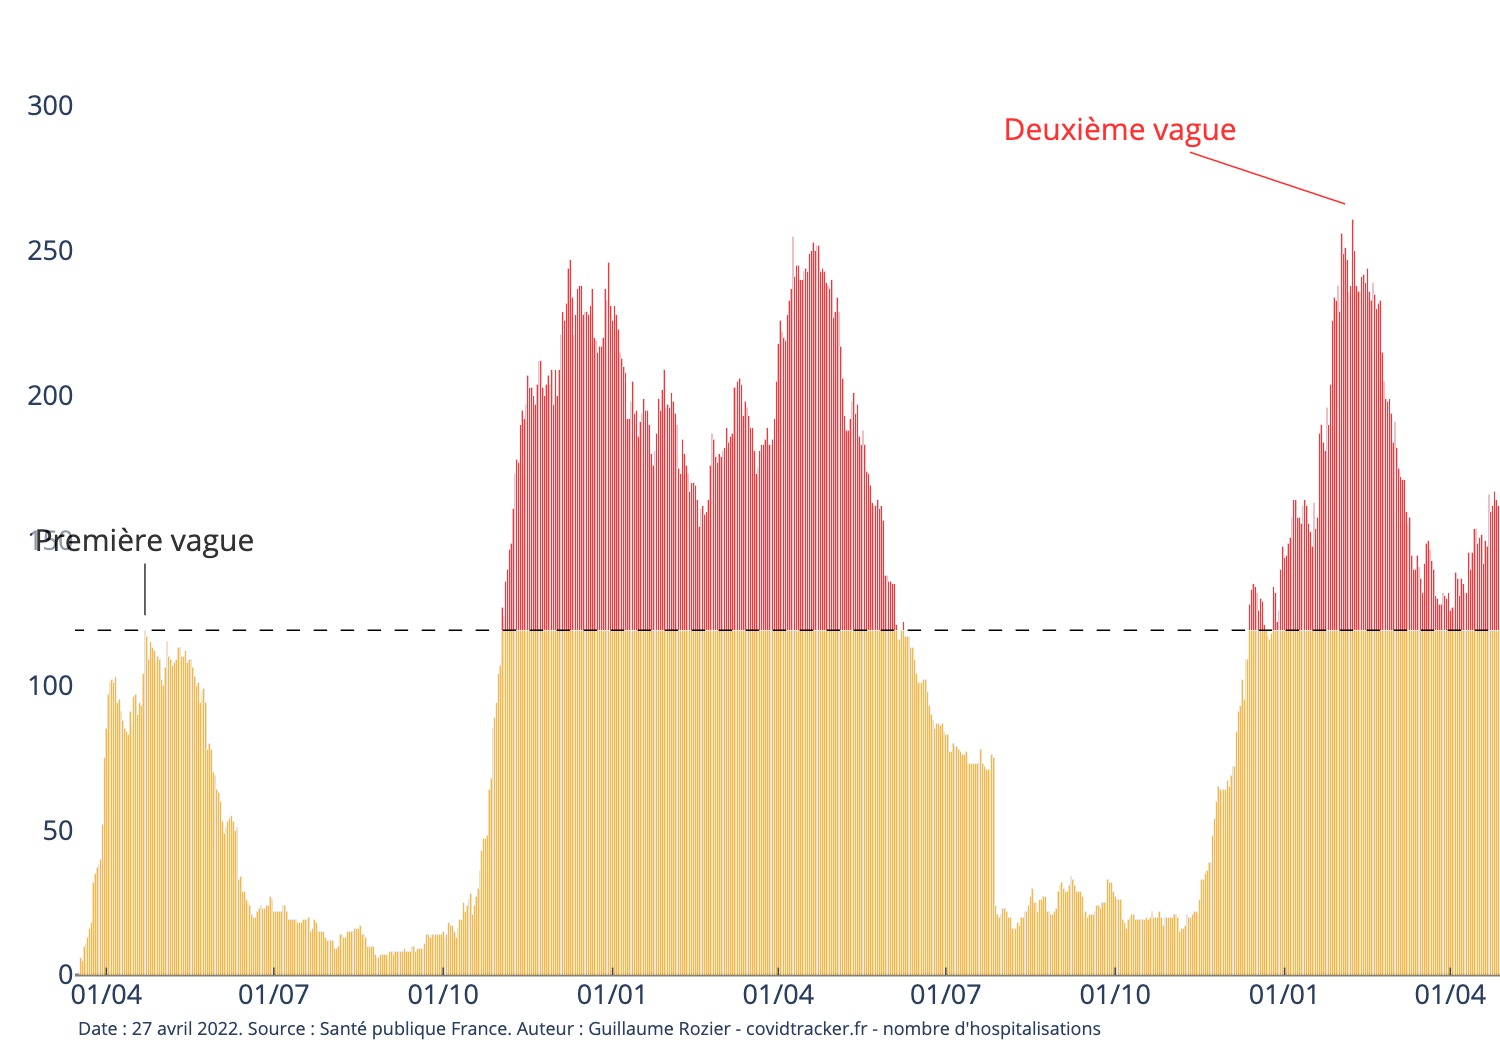 300
Deuxième vague
250
200
150
Première vague
100
50
0
01/04 01/07 01/10 01/01 01/04 01/07 01/10 01/01 01/04
Date : 27 avril 2022. Source : Santé publique France. Auteur : Guillaume Rozier - covidtracker.fr - nombre d'hospitalisations